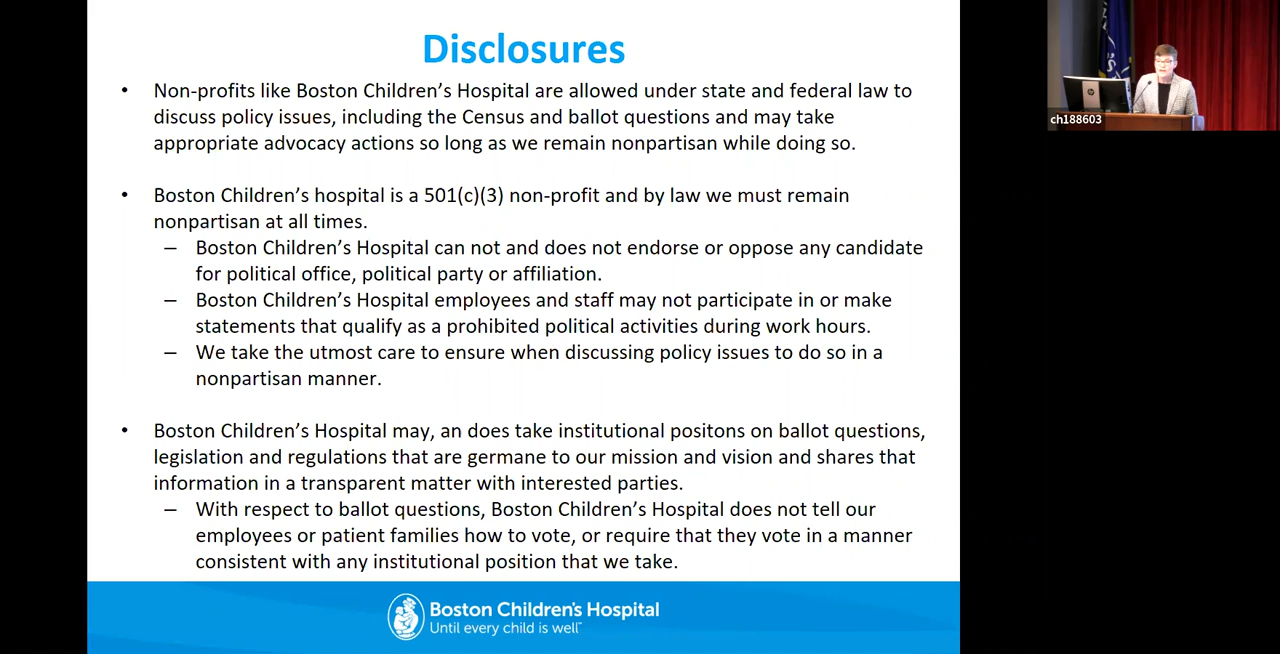 Disclosures
• Non-profits like Boston Children's Hospital are allowed under state and federal law to
discuss policy issues, including the Census and ballot questions and may take
appropriate advocacy actions so long as we remain nonpartisan while doing so.
• Boston Children's hospital is a 501(c)(3) non-profit and by law we must remain
nonpartisan at all times.
– Boston Children's Hospital can not and does not endorse or oppose any candidate
for political office, political party or affiliation.
– Boston Children's Hospital employees and staff may not participate in or make
statements that qualify as a prohibited political activities during work hours.
– We take the utmost care to ensure when discussing policy issues to do so in a
nonpartisan manner.
• Boston Children's Hospital may, an does take institutional positons on ballot questions,
legislation and regulations that are germane to our mission and vision and shares that
information in a transparent matter with interested parties.
– With respect to ballot questions, Boston Children's Hospital does not tell our
employees or patient families how to vote, or require that they vote in a manner
consistent with any institutional position that we take.
Boston Children's Hospital
Until every child is well™
ch188603